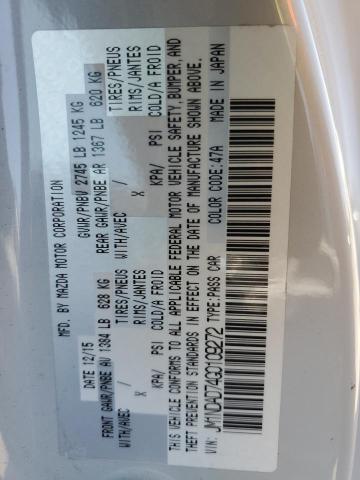 MFD. BY MAZDA MOTOR CORPORATION
DATE 12/15 GVWR/PNBV 2745 LB 1245 KG
FRONT GAWR/PNBE AV 1384 LB 628 KG REAR GAWR/PNBE AR 1367 LB 620 KG
WITH/AVEC TIRES/PNEUS WITH/AVEC TIRES/PNEUS
/ X RIMS/JANTES / X RIMS/JANTES
KPA/ PSI COLD/A FROID KPA/ PSI COLD/A FROID
THIS VEHICLE CONFORMS TO ALL APPLICABLE FEDERAL MOTOR VEHICLE SAFETY, BUMPER, AND
THEFT PREVENTION STANDARDS IN EFFECT ON THE DATE OF MANUFACTURE SHOWN ABOVE.
JM1NDAD74G0109272 TYPE:PASS CAR COLOR CODE:47A MADE IN JAPAN